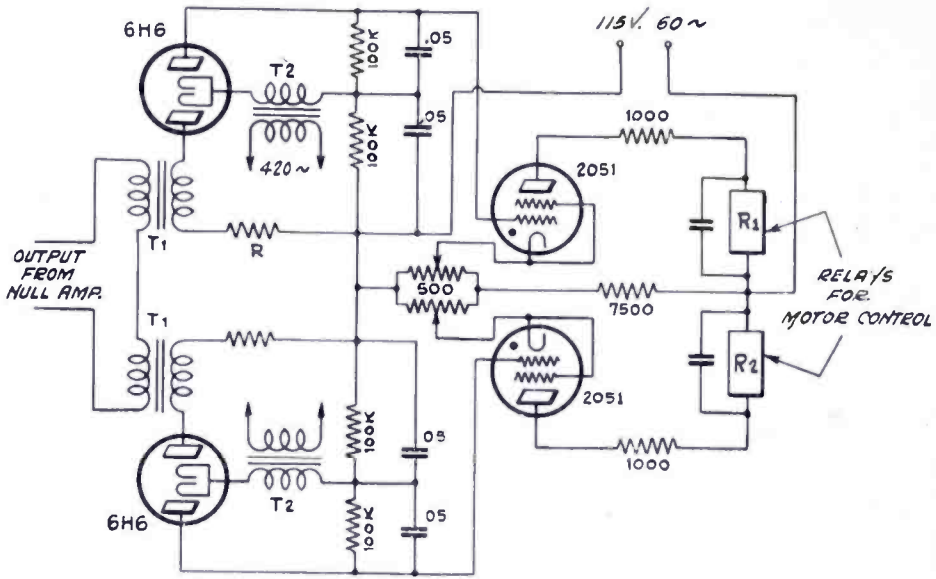 6H6
T2
100K
.05
115V. 60~
100K
.05
1000
420~
2051
T1
R
R1
OUTPUT
FROM
NULL AMP.
500
7500
RELAYS
FOR
MOTOR CONTROL
T1
R2
2051
100K
05
1000
T2
6H6
100K
05